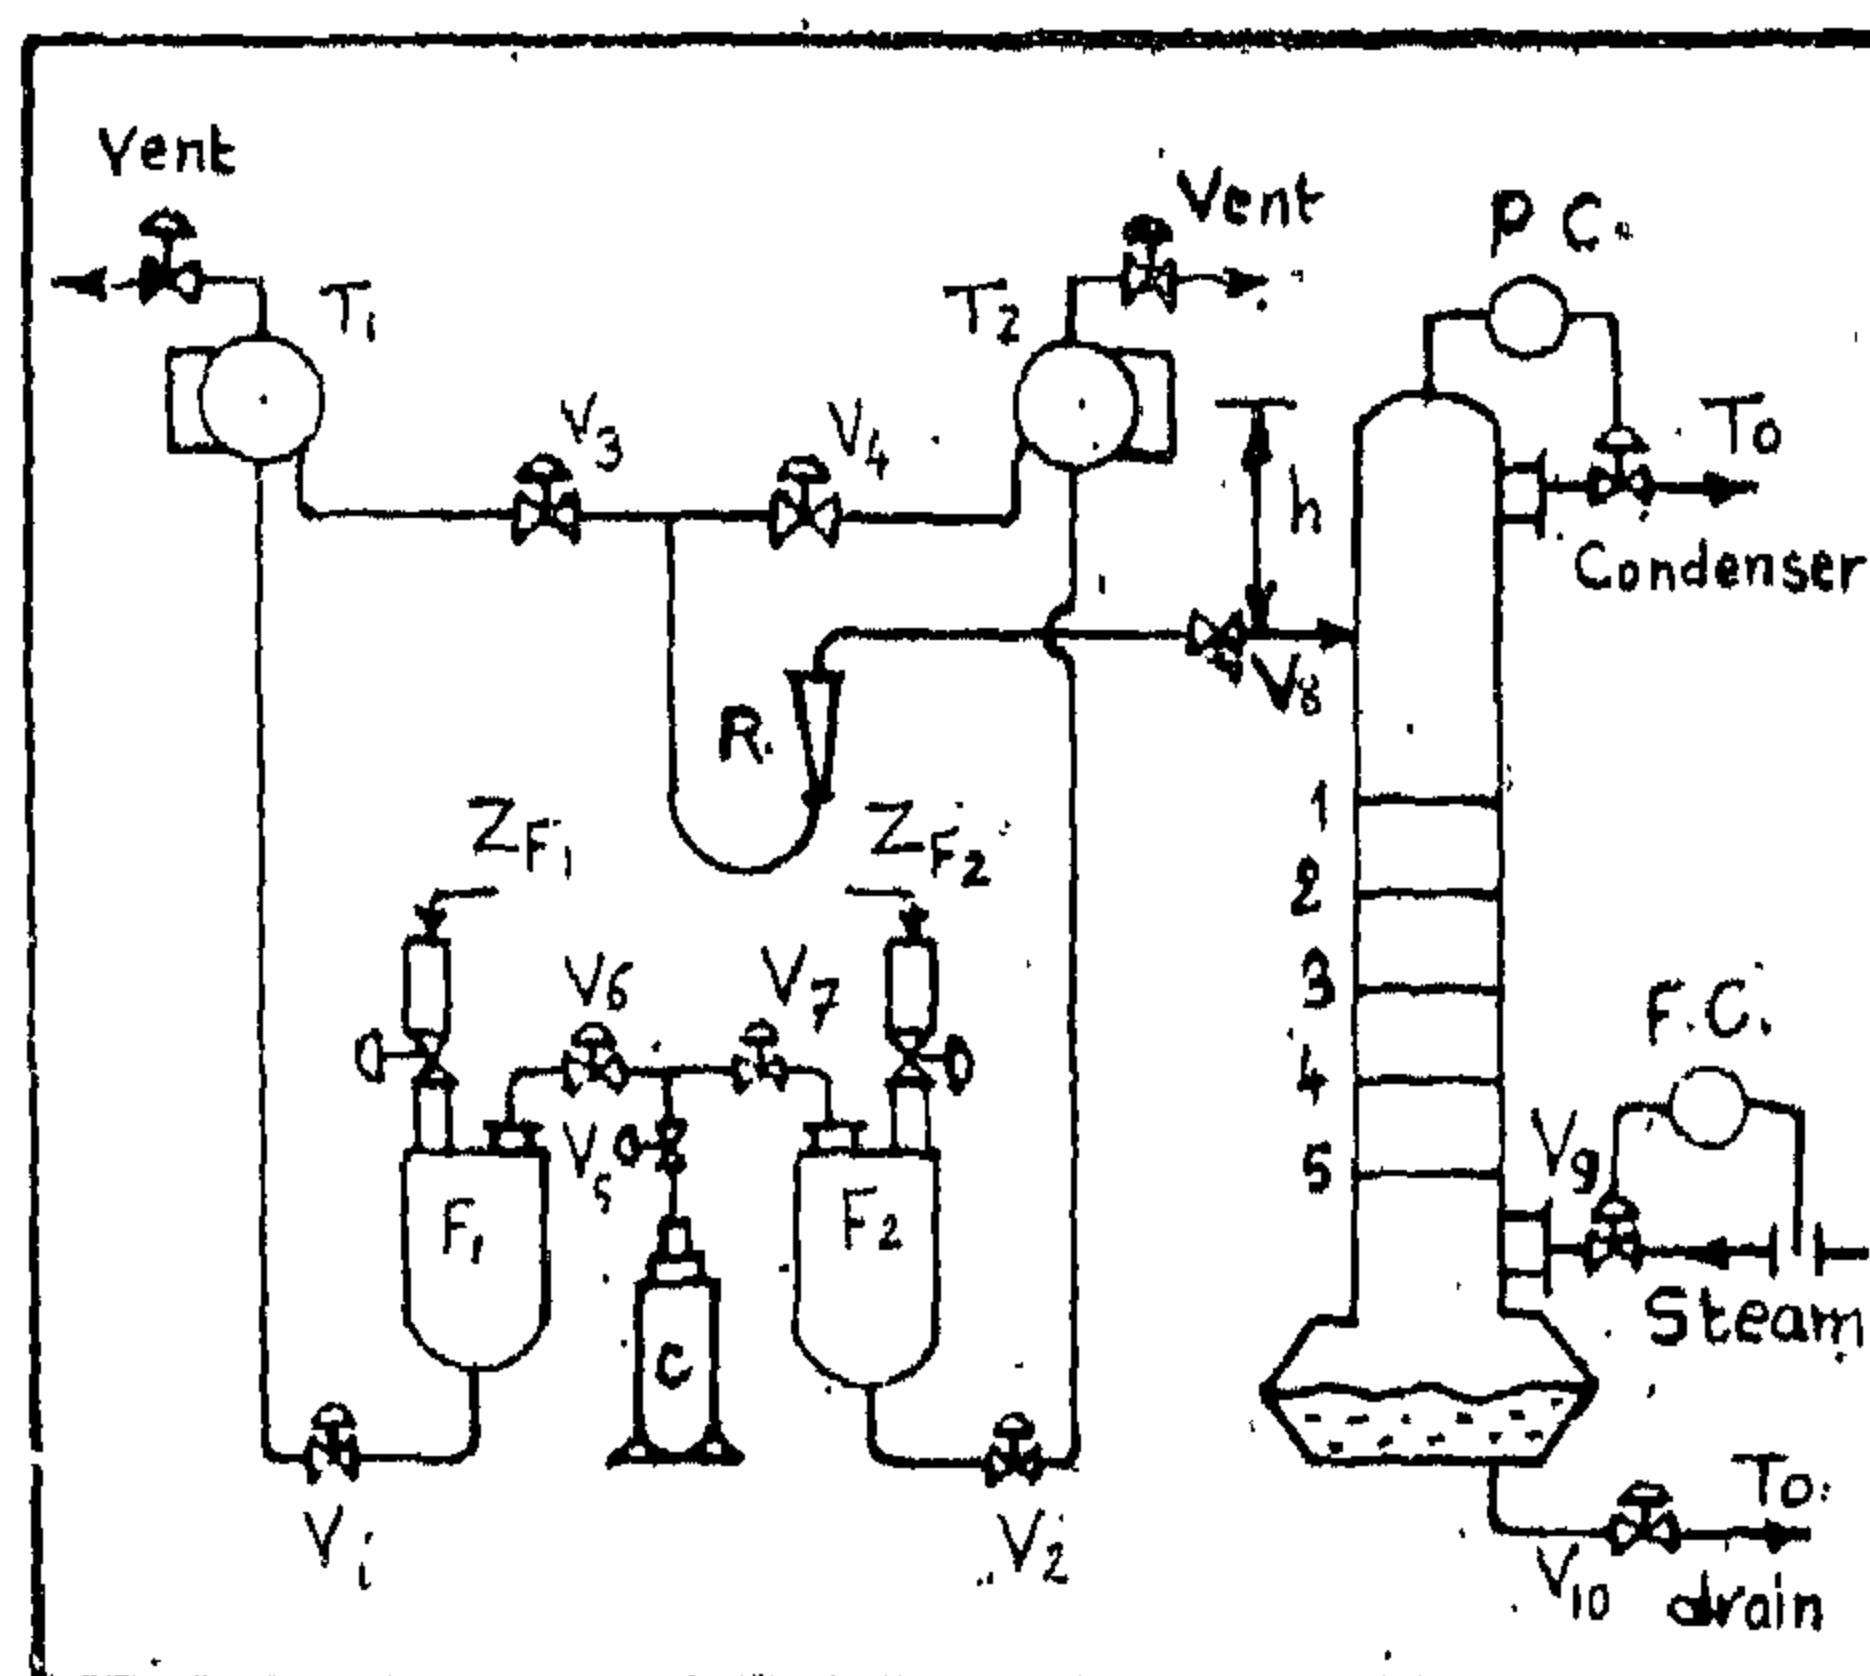 Vent
Vent
P C.
T1
T2
V3
V4
To
h
Condenser
V8
R.
ZF1
ZF2
1
2
3
4
5
V6
V7
F.C.
V5
V9
F1
F2
C
Steam
V1
V2
To
V10
drain